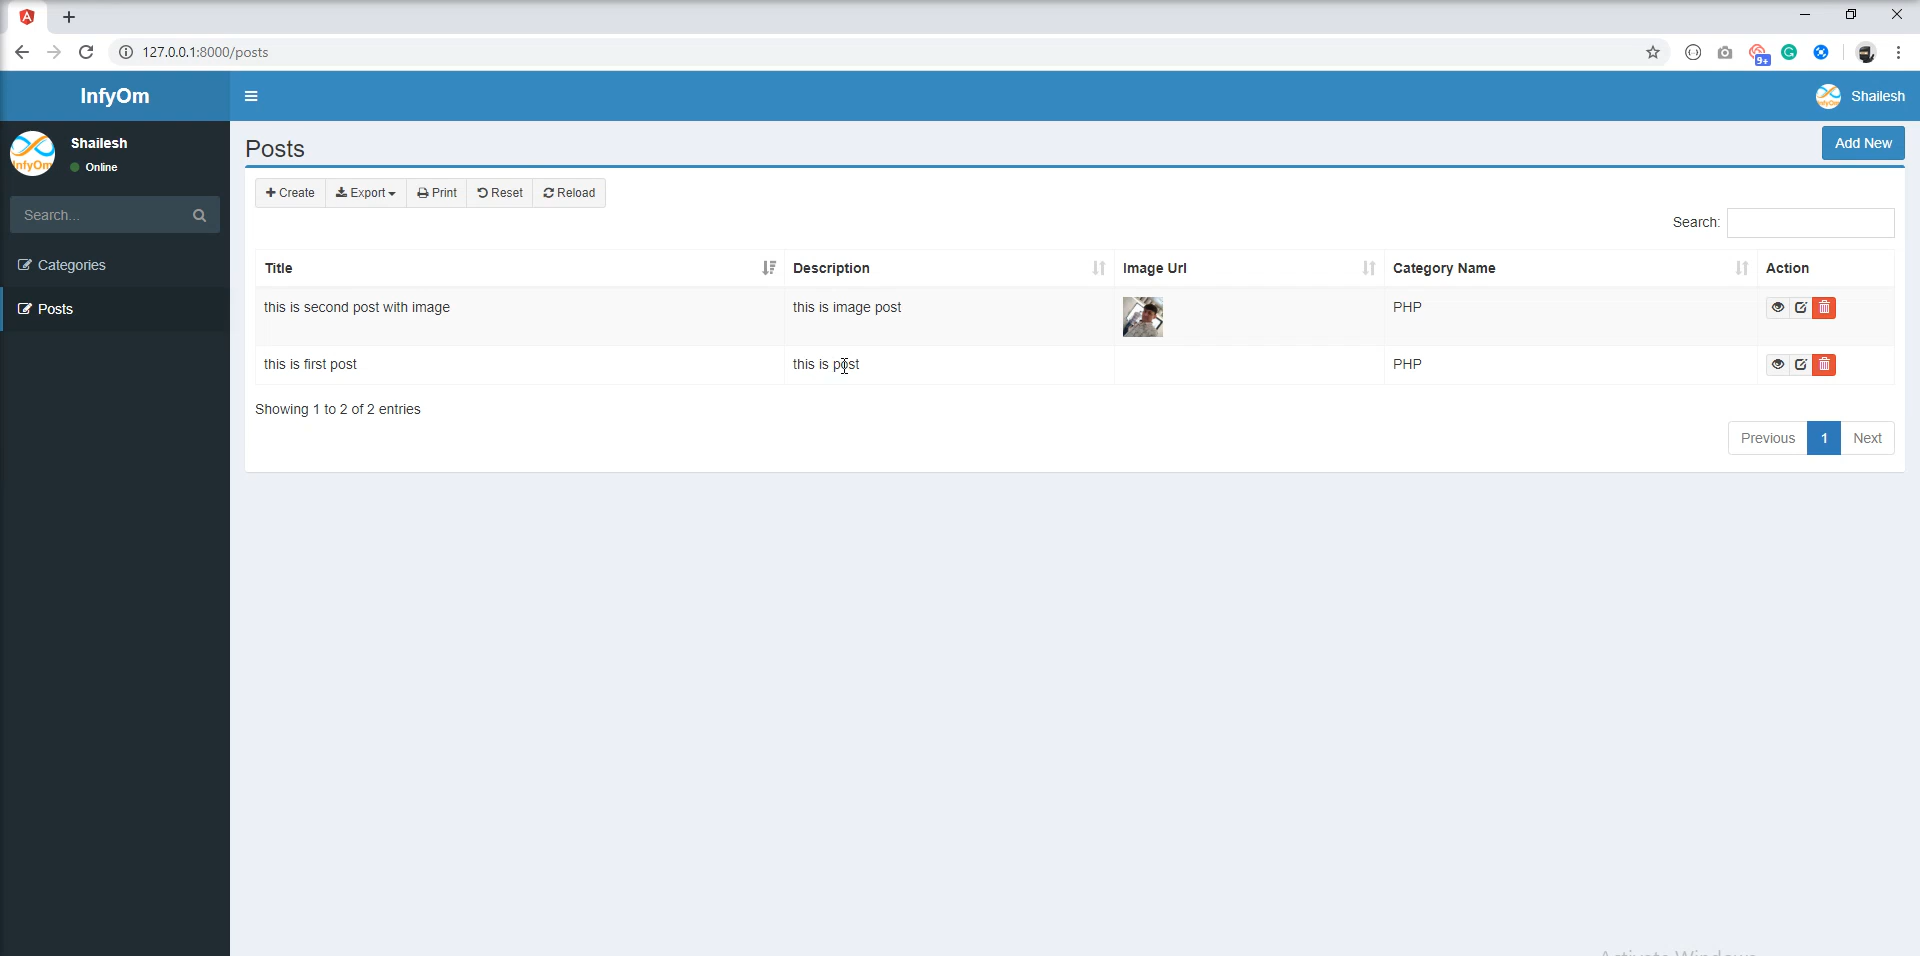 127.0.0.1:8000/posts
9+
InfyOm
Shailesh
InfyOm
Shailesh
Online
Search...
Categories
Posts
Posts
Add New
Create Export Print Reset Reload
Search:
Title Description Image Url Category Name Action
this is second post with image this is image post PHP
this is first post this is post PHP
Showing 1 to 2 of 2 entries
Previous 1 Next